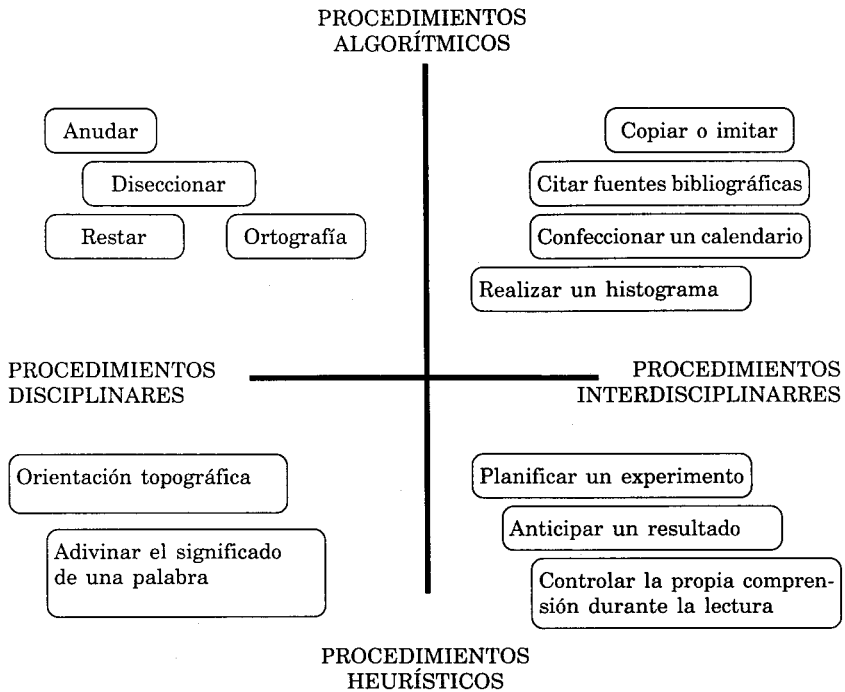 PROCEDIMIENTOS
ALGORÍTMICOS
Anudar
Diseccionar
Restar
Ortografía
Copiar o imitar
Citar fuentes bibliográficas
Confeccionar un calendario
Realizar un histograma
PROCEDIMIENTOS
DISCIPLINARES
PROCEDIMIENTOS
INTERDISCIPLINARRES
Orientación topográfica
Adivinar el significado
de una palabra
Planificar un experimento
Anticipar un resultado
Controlar la propia compren-
sión durante la lectura
PROCEDIMIENTOS
HEURÍSTICOS